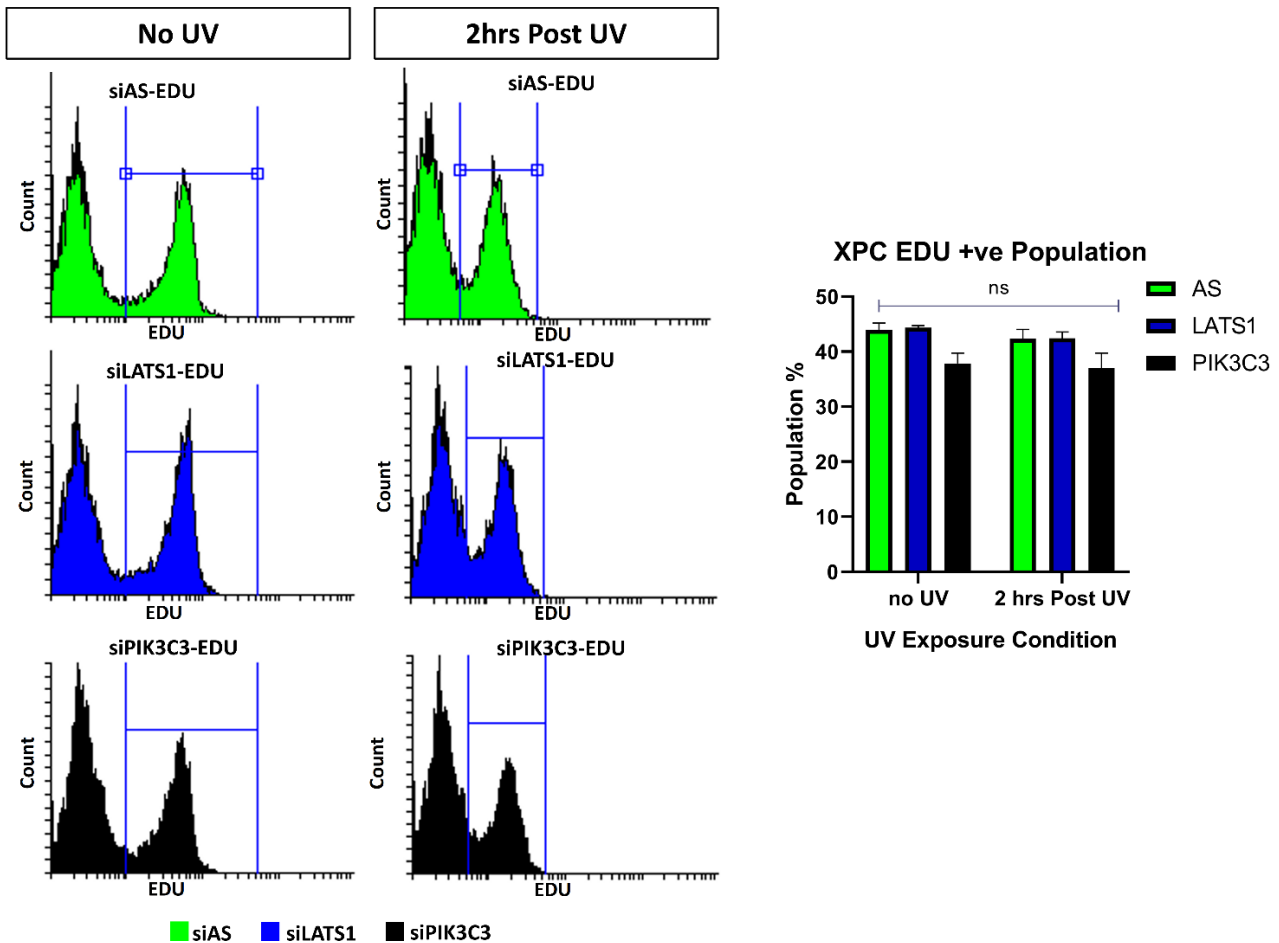 No UV
2hrs Post UV
siAS-EDU
Count
EDU
siAS-EDU
Count
EDU
siLATS1-EDU
Count
EDU
siLATS1-EDU
Count
EDU
siPIK3C3-EDU
Count
EDU
siPIK3C3-EDU
Count
EDU
siAS siLATS1 siPIK3C3
XPC EDU +ve Population
ns
AS
LATS1
PIK3C3
Population %
50
40
30
20
10
0
no UV 2 hrs Post UV
UV Exposure Condition